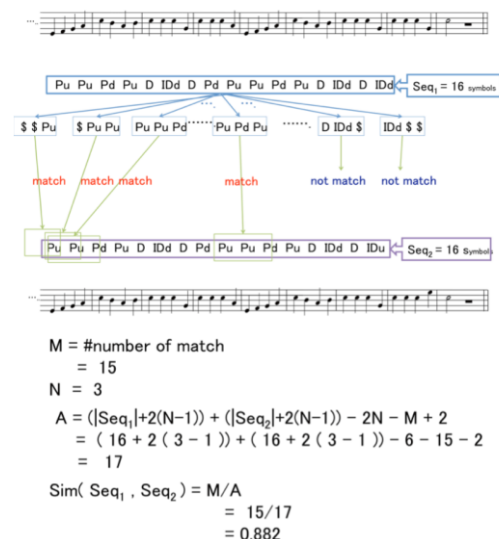 Pu Pu Pd Pu D IDd D Pd Pu Pu Pd Pu D IDd D IDd
Seq1 = 16 symbols
$ $ Pu $ Pu Pu Pu Pu Pd ...... Pu Pd Pu ...... D IDd $ IDd $ $
match match match match not match not match
Pu Pu Pd Pu D IDd D Pd Pu Pu Pd Pu D IDd D IDu
Seq2 = 16 symbols
M = #number of match
= 15
N = 3
A = (|Seq1|+2(N-1)) + (|Seq2|+2(N-1)) - 2N - M + 2
= ( 16 + 2 ( 3 - 1 )) + ( 16 + 2 ( 3 - 1 )) - 6 - 15 - 2
= 17
Sim( Seq1 , Seq2 ) = M/A
= 15/17
= 0.882